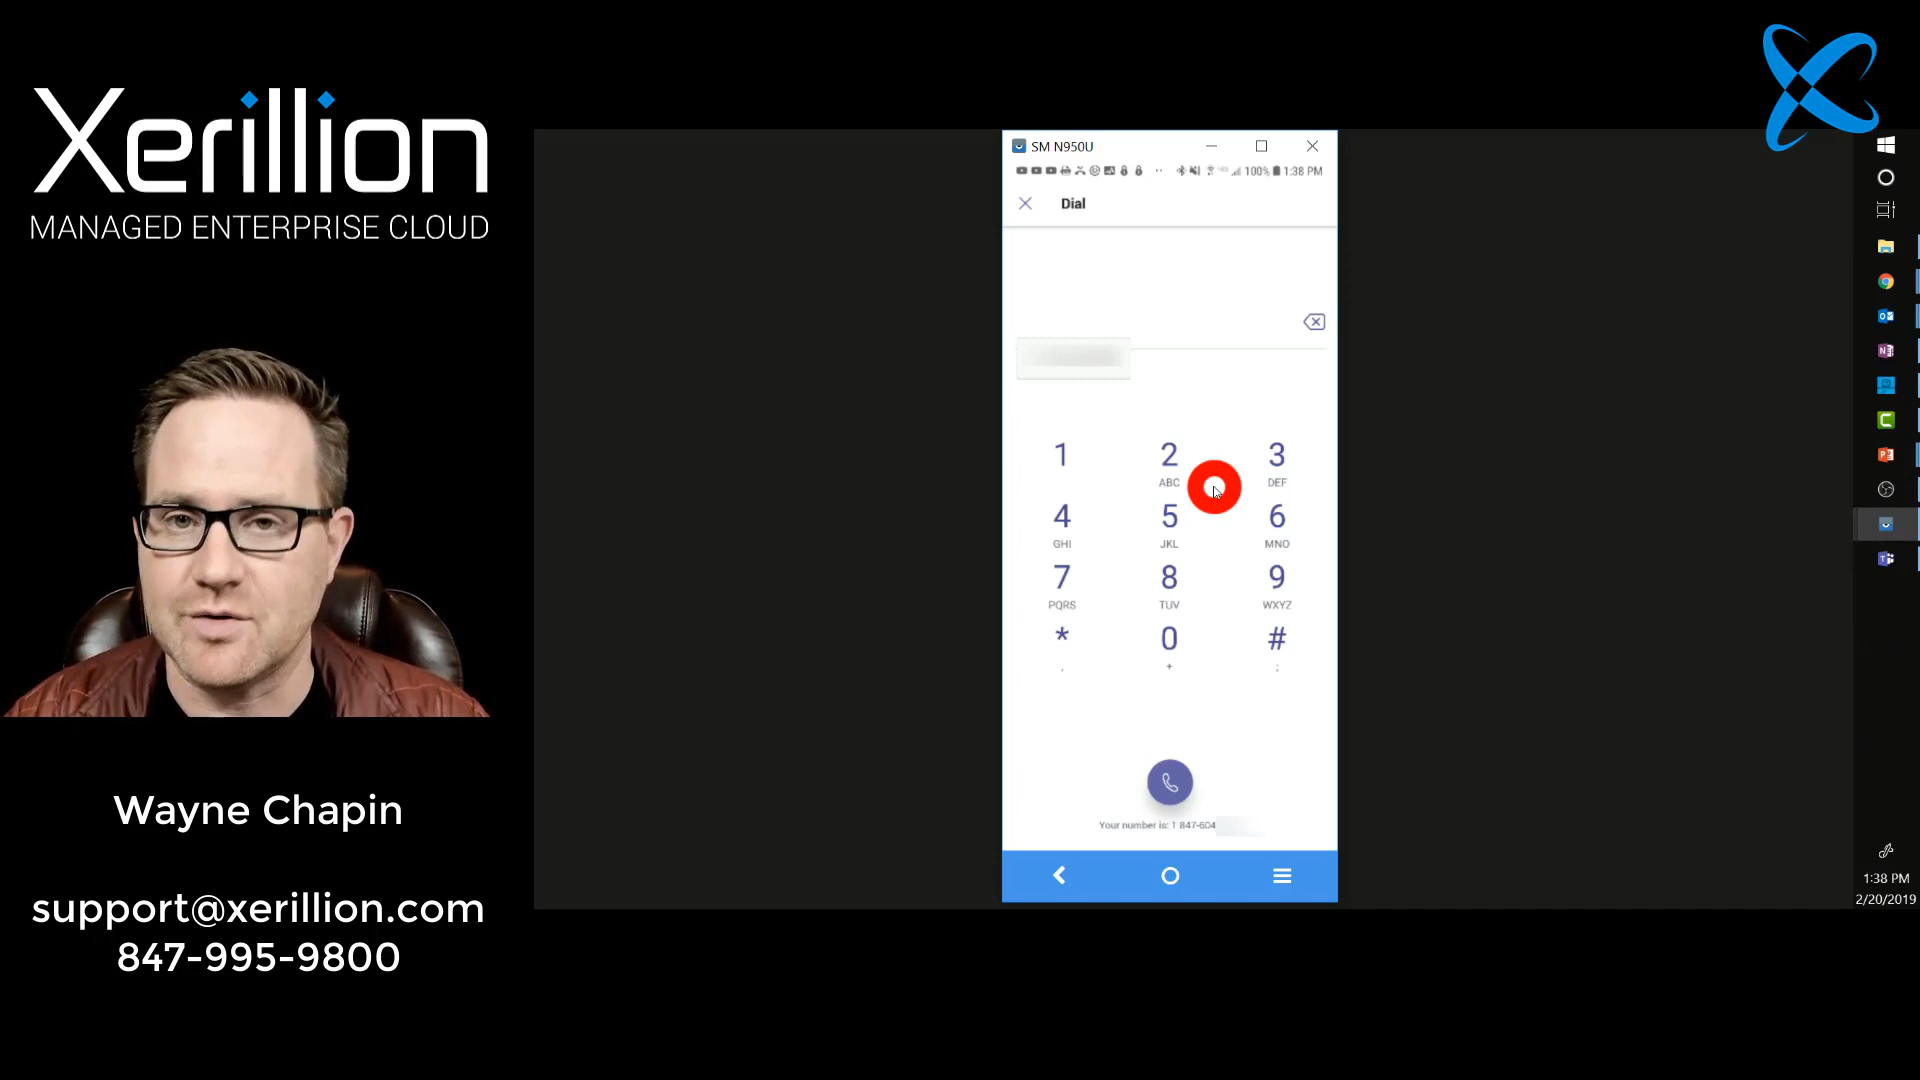 Xerillion
MANAGED ENTERPRISE CLOUD
Wayne Chapin
support@xerillion.com
847-995-9800
SM N950U
100% 1:38 PM
Dial
1
2
ABC
3
DEF
4
GHI
5
JKL
6
MNO
7
PQRS
8
TUV
9
WXYZ
*
0
+
#
;
Your number is: 1 847-604
1:38 PM
2/20/2019